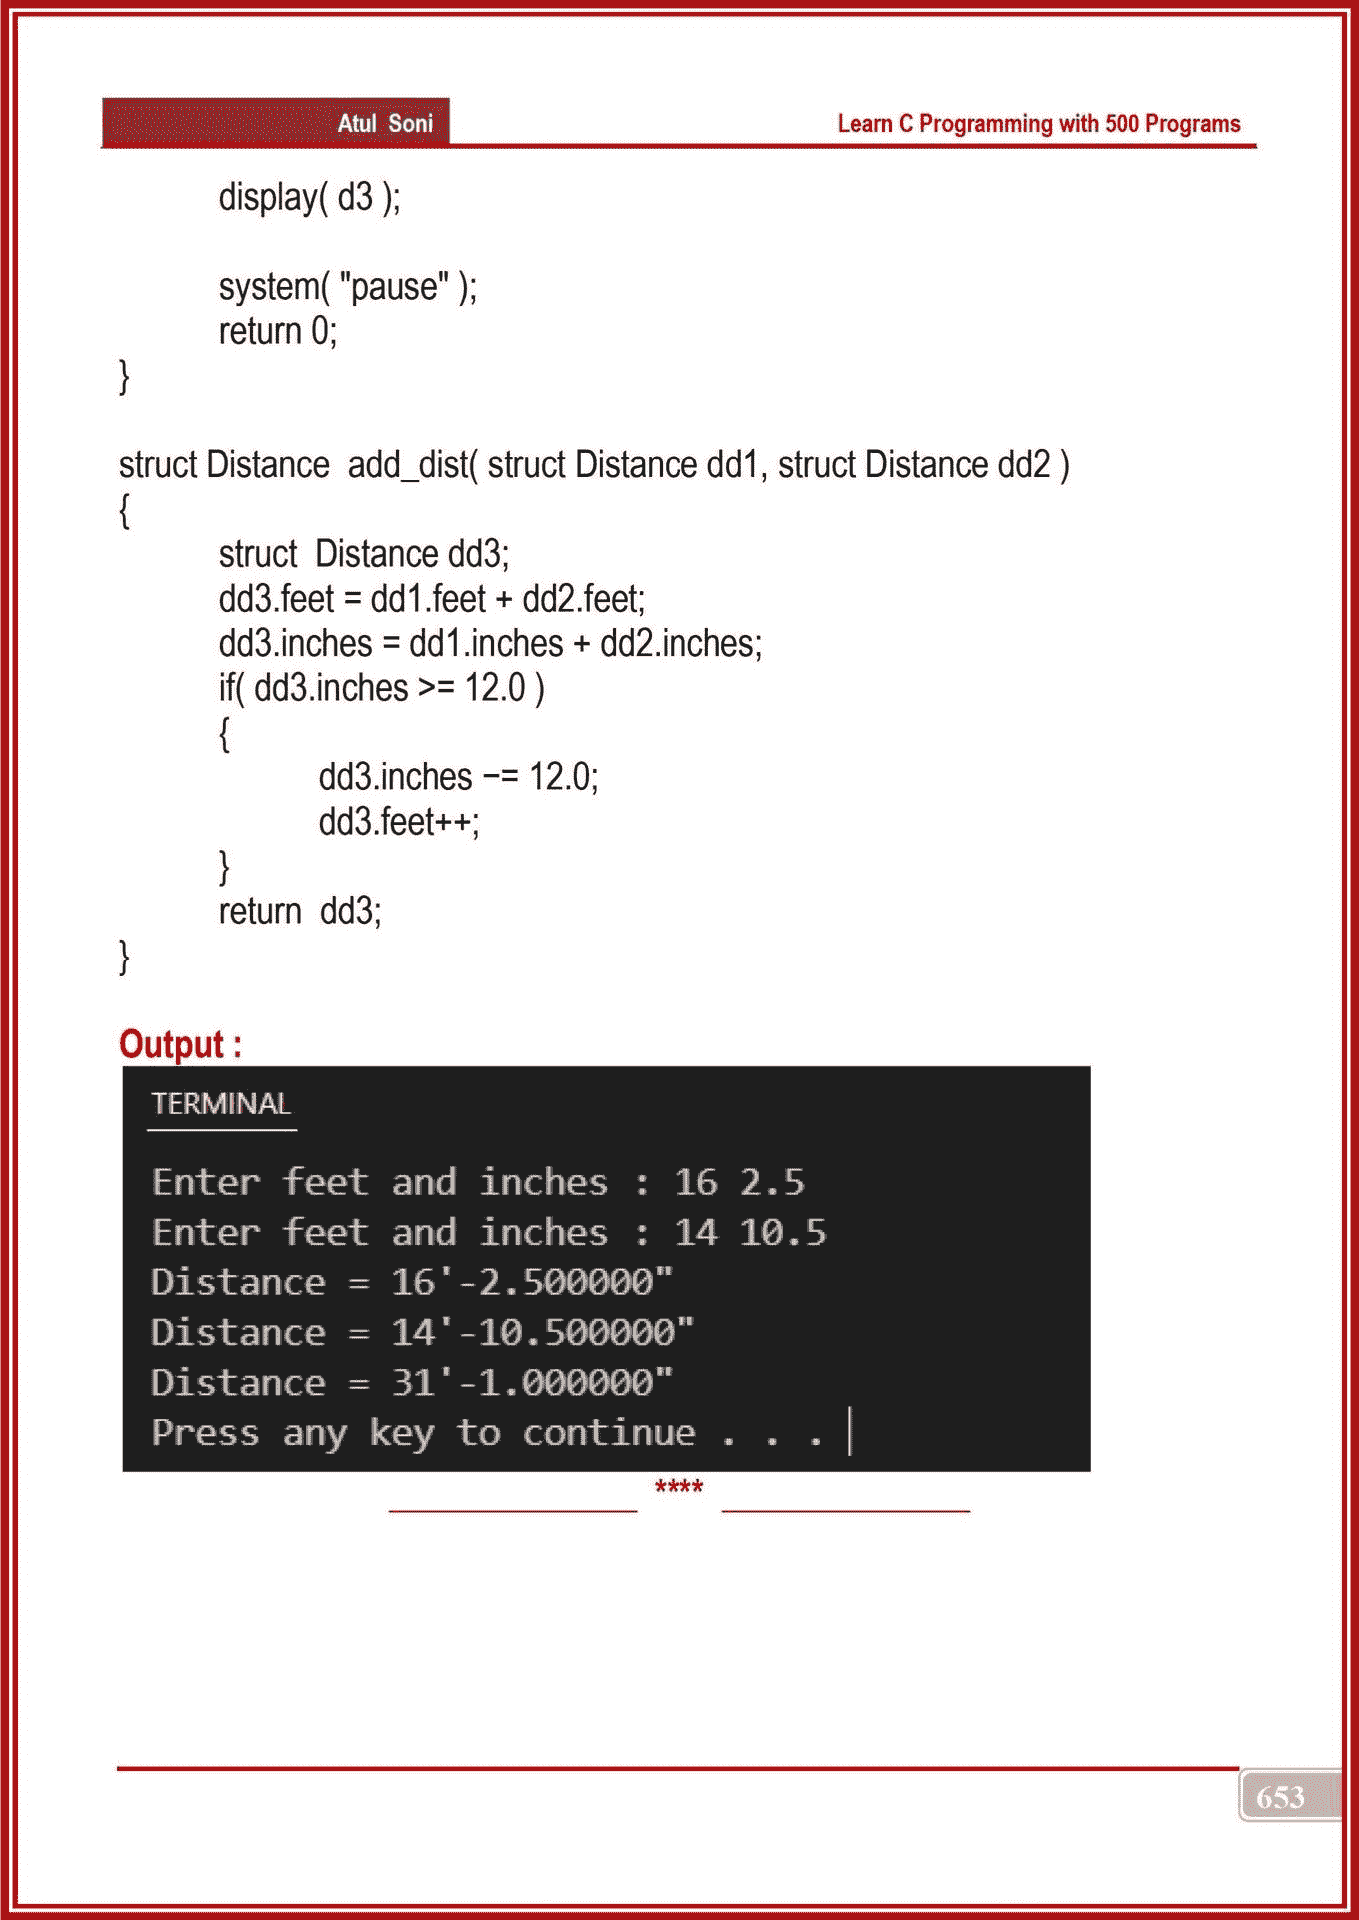 Atul Soni
Learn C Programming with 500 Programs
display( d3 );
system( "pause" );
return 0;
}
struct Distance add_dist( struct Distance dd1, struct Distance dd2 )
{
struct Distance dd3;
dd3.feet = dd1.feet + dd2.feet;
dd3.inches = dd1.inches + dd2.inches;
if( dd3.inches >= 12.0 )
{
dd3.inches −= 12.0;
dd3.feet++;
}
return dd3;
}
Output :
TERMINAL
Enter feet and inches : 16 2.5
Enter feet and inches : 14 10.5
Distance = 16'-2.500000"
Distance = 14'-10.500000"
Distance = 31'-1.000000"
Press any key to continue . . .
****
653